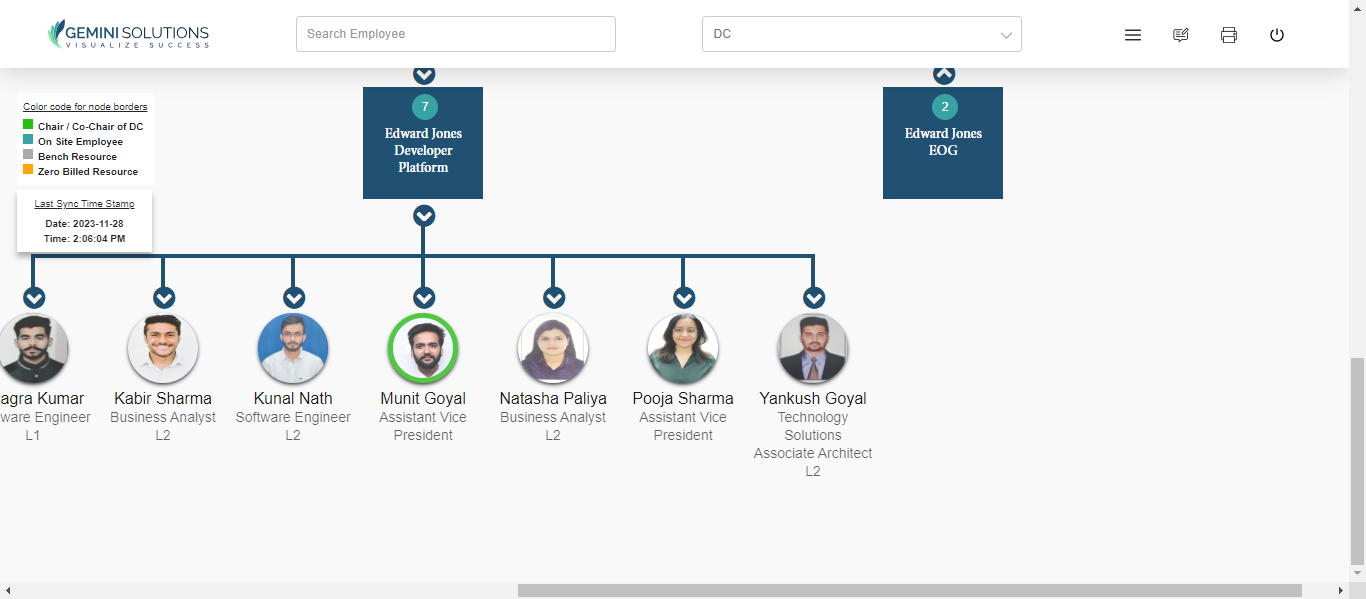 GEMINI SOLUTIONS
VISUALIZE SUCCESS
Search Employee
DC
Color code for node borders
Chair / Co-Chair of DC
On Site Employee
Bench Resource
Zero Billed Resource
Last Sync Time Stamp
Date: 2023-11-28
Time: 2:06:04 PM
7
Edward Jones
Developer
Platform
2
Edward Jones
EOG
agra Kumar
ware Engineer
L1
Kabir Sharma
Business Analyst
L2
Kunal Nath
Software Engineer
L2
Munit Goyal
Assistant Vice
President
Natasha Paliya
Business Analyst
L2
Pooja Sharma
Assistant Vice
President
Yankush Goyal
Technology
Solutions
Associate Architect
L2